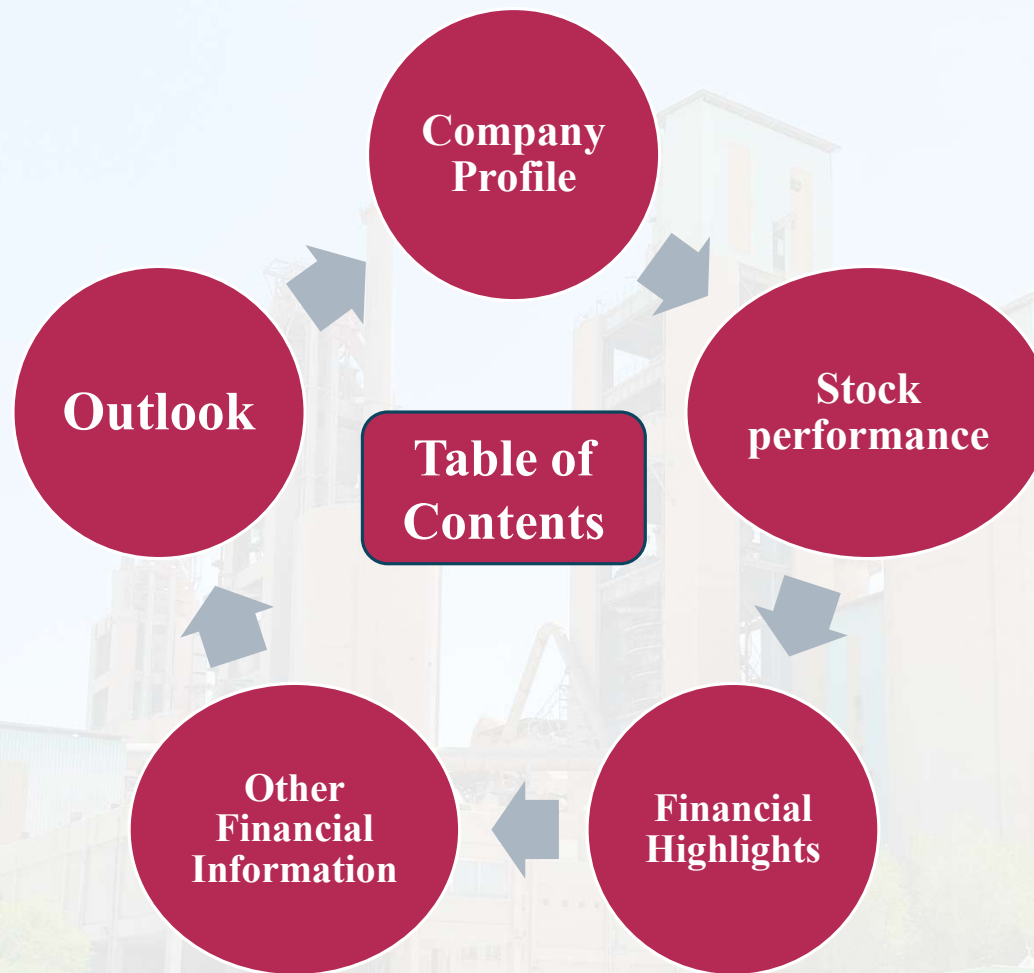 Company
Profile
Stock
performance
Financial
Highlights
Other
Financial
Information
Outlook
Table of
Contents